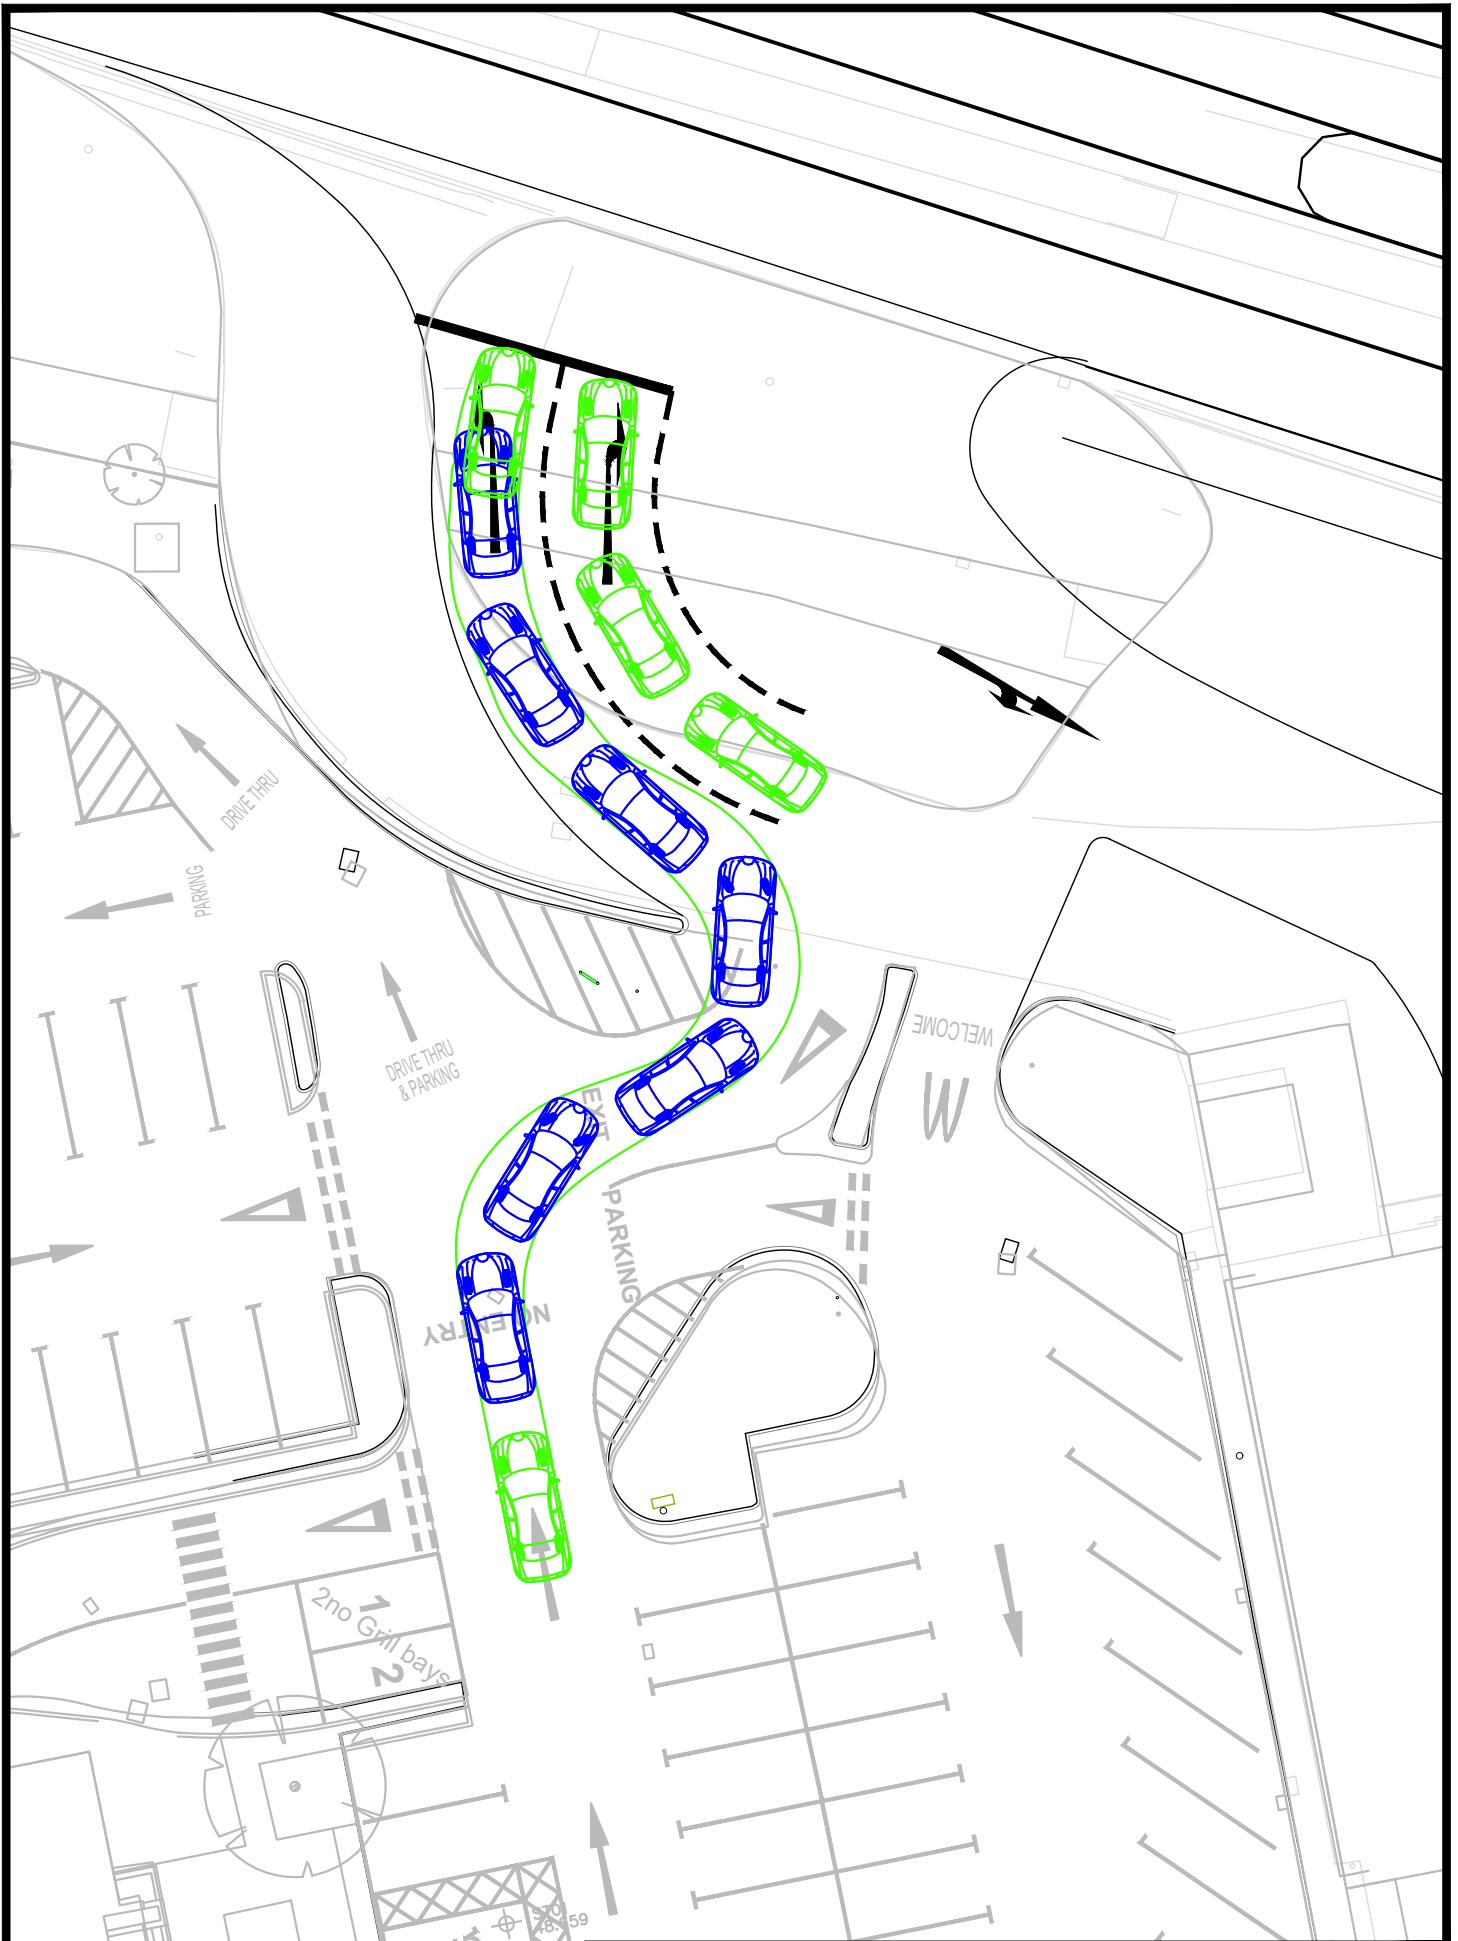 DRIVE THRU
PARKING
WELCOME
DRIVE THRU
& PARKING
EXIT
PARKING
NO ENTRY
1
2no Grill bays
2